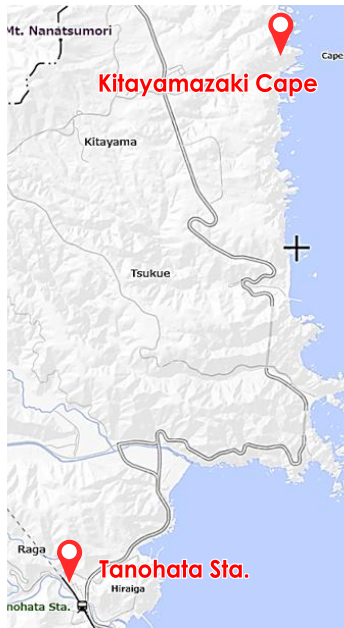 Mt. Nanatsumori
Cape
Kitayamazaki Cape
Kitayama
Tsukue
Raga
Tanohata Sta.
Hiraiga
nohata Sta.